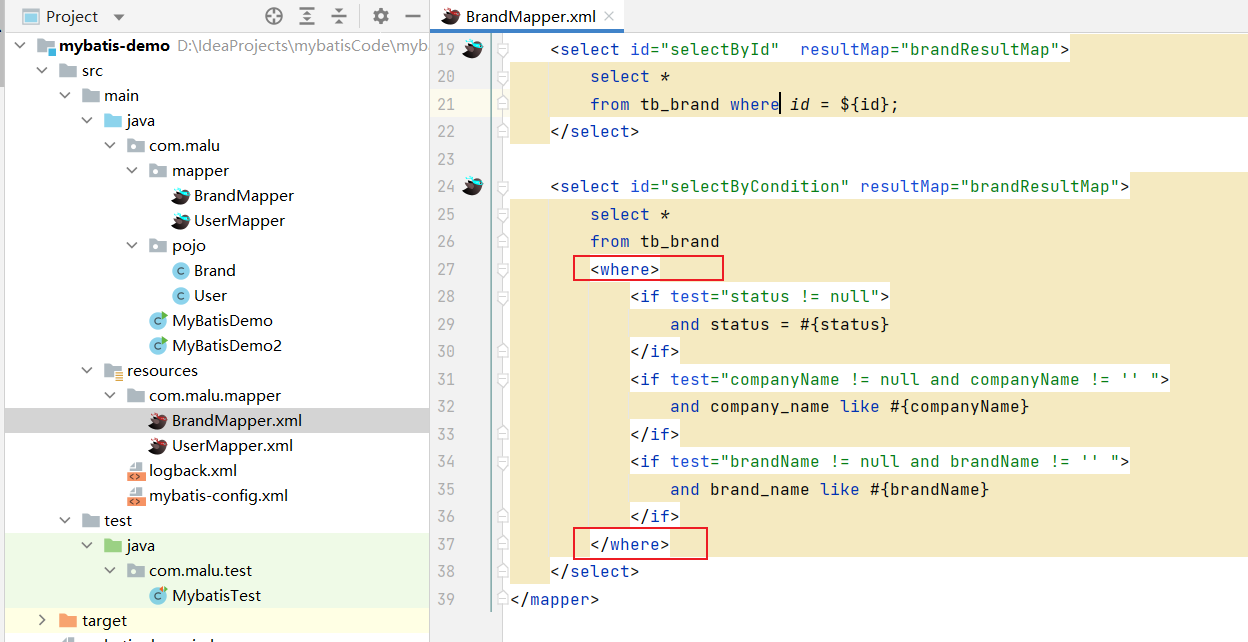 Project
mybatis-demo D:\IdeaProjects\mybatisCode\myb
src
main
java
com.malu
mapper
BrandMapper
UserMapper
pojo
Brand
User
MyBatisDemo
MyBatisDemo2
resources
com.malu.mapper
BrandMapper.xml
UserMapper.xml
logback.xml
mybatis-config.xml
test
java
com.malu.test
MybatisTest
target
BrandMapper.xml
19 <select id="selectById"  resultMap="brandResultMap">
20 select *
21 from tb_brand where id = ${id};
22 </select>
23
24 <select id="selectByCondition" resultMap="brandResultMap">
25 select *
26 from tb_brand
27 <where>
28 <if test="status != null">
29 and status = #{status}
30 </if>
31 <if test="companyName != null and companyName != '' ">
32 and company_name like #{companyName}
33 </if>
34 <if test="brandName != null and brandName != '' ">
35 and brand_name like #{brandName}
36 </if>
37 </where>
38 </select>
39 </mapper>